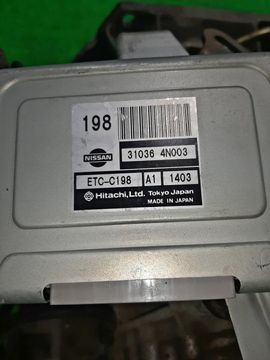 198
NISSAN
31036 4N003
ETC-C198 A1 1403
Hitachi, Ltd. Tokyo Japan
MADE IN JAPAN